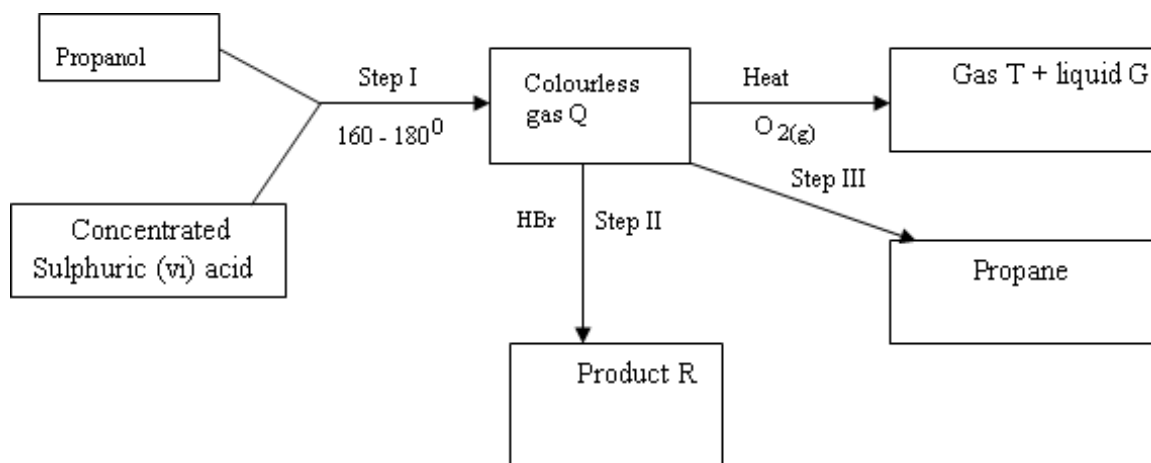 Propanol
Step I
160 - 180⁰
Concentrated
Sulphuric (vi) acid
Colourless
gas Q
Heat
O₂(g)
Gas T + liquid G
Step III
Propane
HBr
Step II
Product R